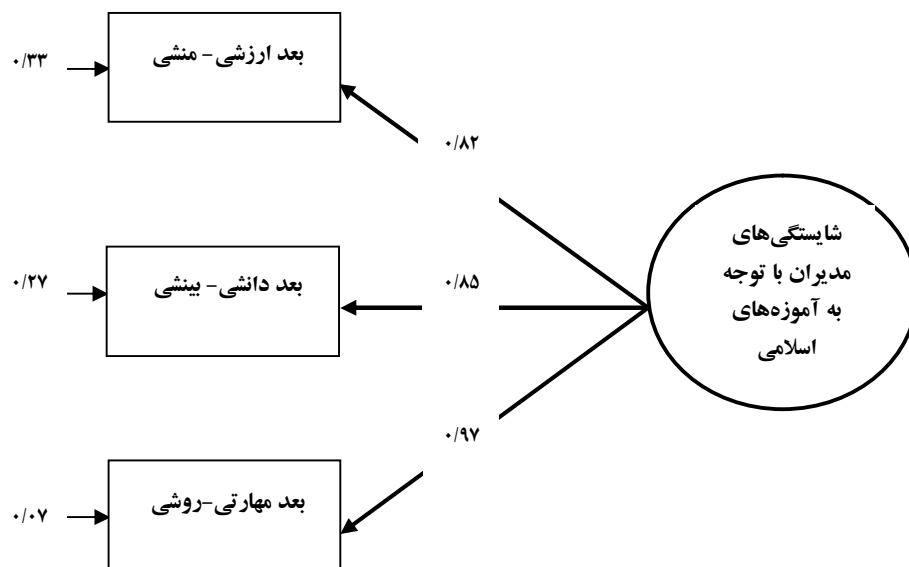 بعد ارزشی- منشی
۰/۳۳
۰/۸۲
شایستگی‌های
مدیران با توجه
به آموزه‌های
اسلامی
بعد دانشی- بینشی
۰/۲۷
۰/۸۵
۰/۹۷
بعد مهارتی-روشی
۰/۰۷